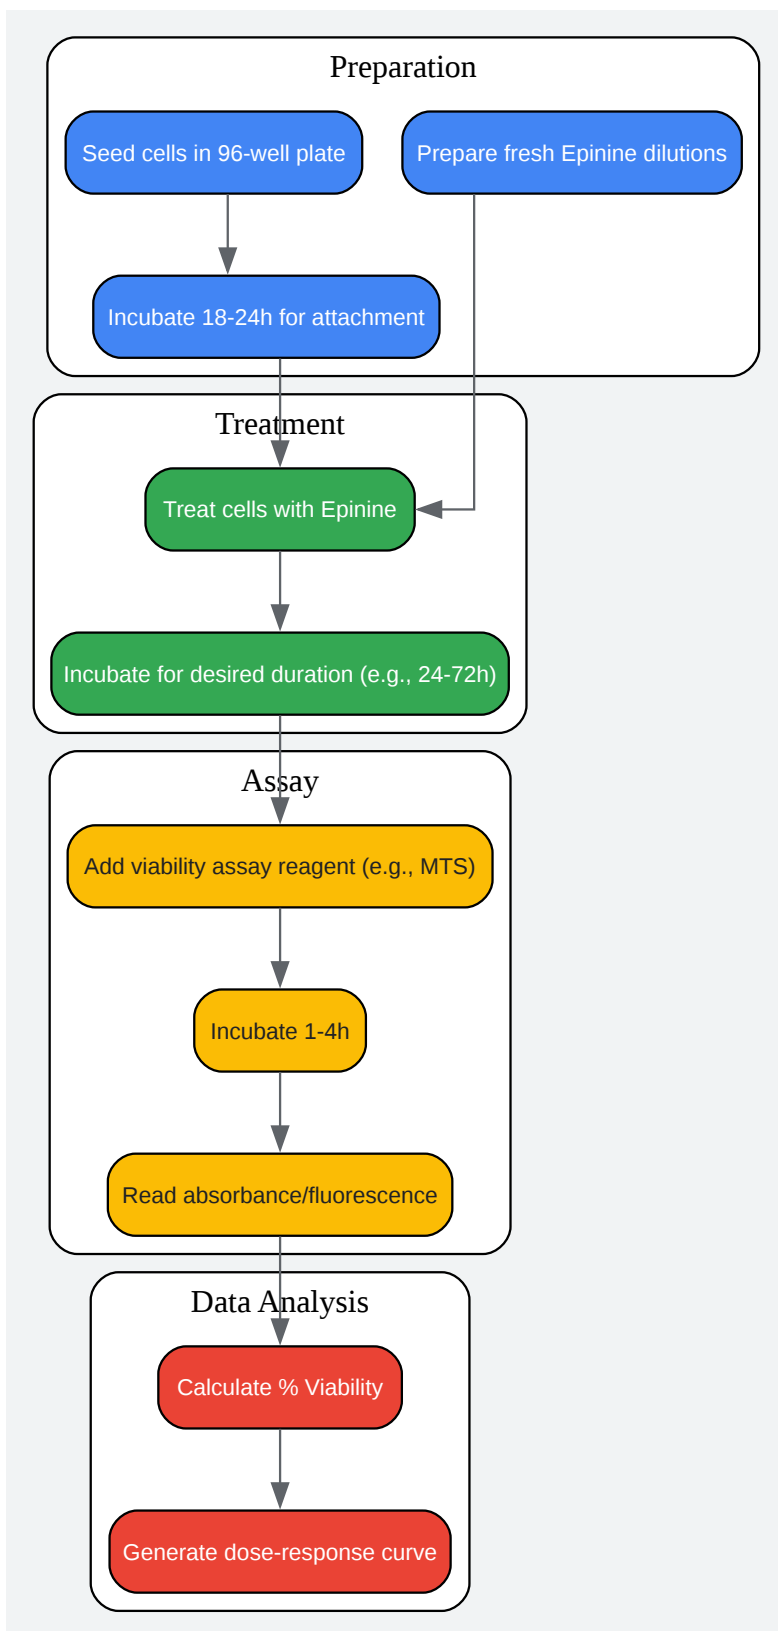 Preparation
Seed cells in 96-well plate
Prepare fresh Epinine dilutions
Incubate 18-24h for attachment
Treatment
Treat cells with Epinine
Incubate for desired duration (e.g., 24-72h)
Assay
Add viability assay reagent (e.g., MTS)
Incubate 1-4h
Read absorbance/fluorescence
Data Analysis
Calculate % Viability
Generate dose-response curve